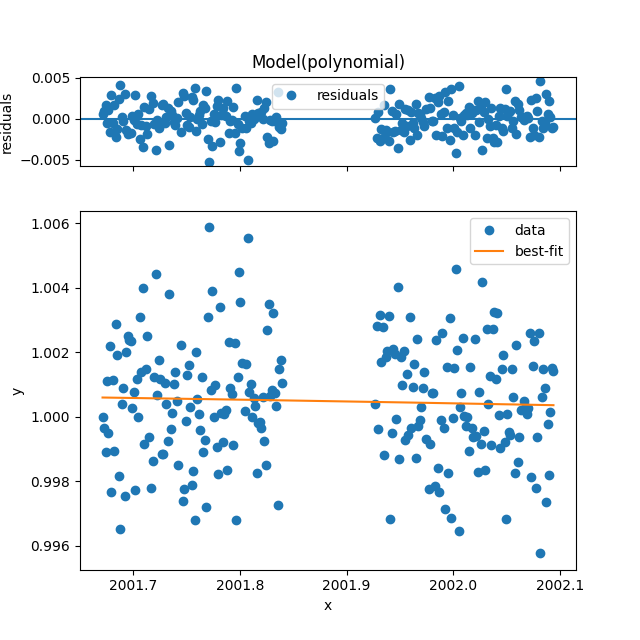 Model(polynomial)
residuals
0.005
0.000
−0.005
residuals
y
1.006
1.004
1.002
1.000
0.998
0.996
data
best-fit
2001.7
2001.8
2001.9
2002.0
2002.1
x